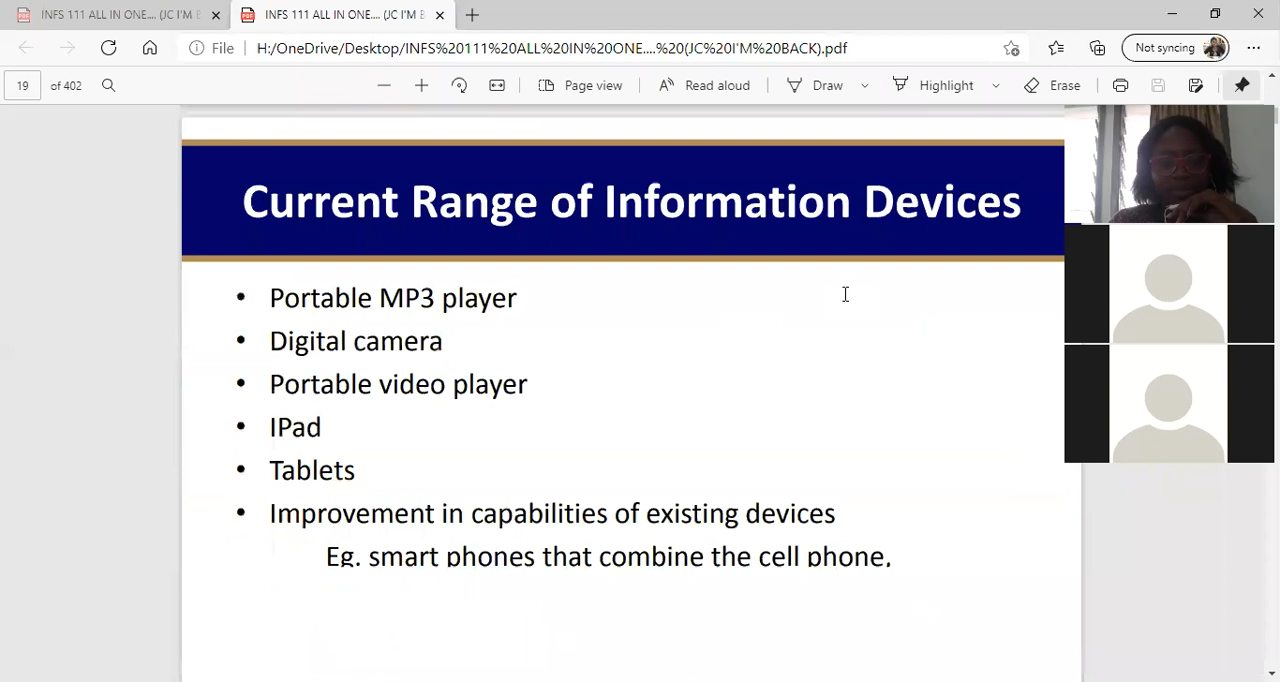 INFS 111 ALL IN ONE.... (JC I'M B
INFS 111 ALL IN ONE.... (JC I'M B
File H:/OneDrive/Desktop/INFS%20111%20ALL%20IN%20ONE....%20(JC%20I'M%20BACK).pdf Not syncing
19 of 402 Page view Read aloud Draw Highlight Erase
Current Range of Information Devices
• Portable MP3 player
• Digital camera
• Portable video player
• IPad
• Tablets
• Improvement in capabilities of existing devices
Eg. smart phones that combine the cell phone,